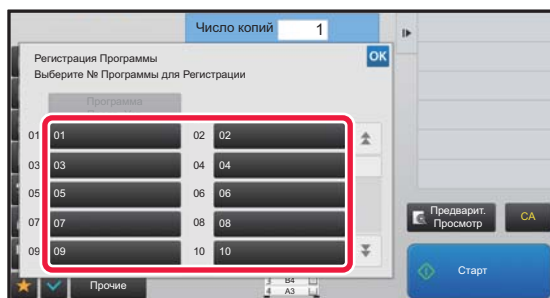 Число копий 1
Регистрация Программы OK
Выберите № Программы для Регистрации
Программа
01 01 02 02
03 03 04 04
05 05 06 06
07 07 08 08
09 09 10 10
Предварит.
Просмотр
CA
Прочие
3 B4
4 A3
Старт